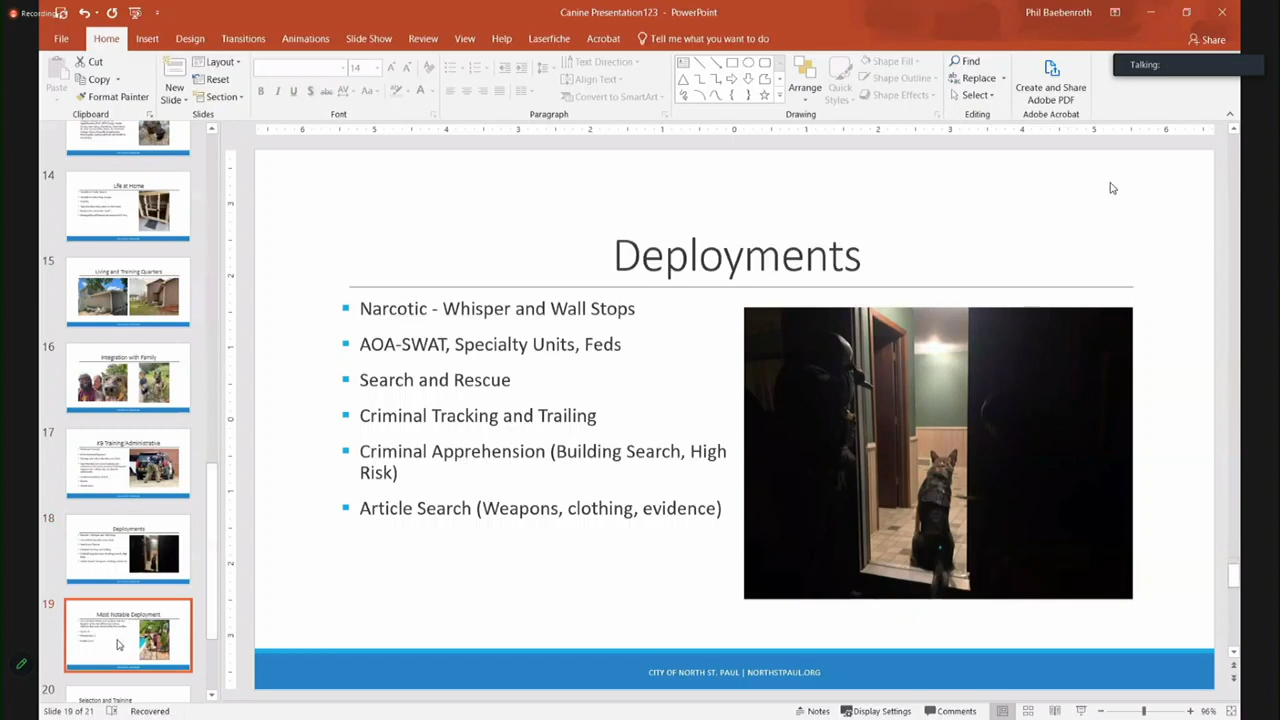 Recording
Canine Presentation123 - PowerPoint
Phil Baebenroth
File Home Insert Design Transitions Animations Slide Show Review View Help Laserfiche Acrobat Tell me what you want to do
Share
Talking:
Paste
Cut
Copy
Format Painter
Clipboard
New
Slide
Layout
Reset
Section
Slides
14
Font
Text Direction
Align Text
Convert to SmartArt
Paragraph
Arrange
Quick
Styles
Shape Fill
Shape Outline
Shape Effects
Drawing
Find
Replace
Select
Editing
Create and Share
Adobe PDF
Adobe Acrobat
14
Life at Home
15
Living and Training Quarters
16
Integration with Family
17
K9 Training/Administrative
18
Deployments
19
Most Notable Deployment
20
Selection and Training
Deployments
Narcotic - Whisper and Wall Stops
AOA-SWAT, Specialty Units, Feds
Search and Rescue
Criminal Tracking and Trailing
Criminal Apprehension (Building Search, High
Risk)
Article Search (Weapons, clothing, evidence)
CITY OF NORTH ST. PAUL | NORTHSTPAUL.ORG
Slide 19 of 21 Recovered
Notes Display Settings Comments 96%